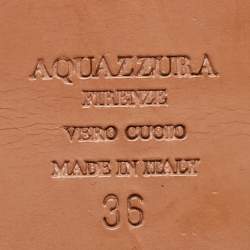 AQUAZZURA
FIRENZE
VERO CUOIO
MADE IN ITALY
36